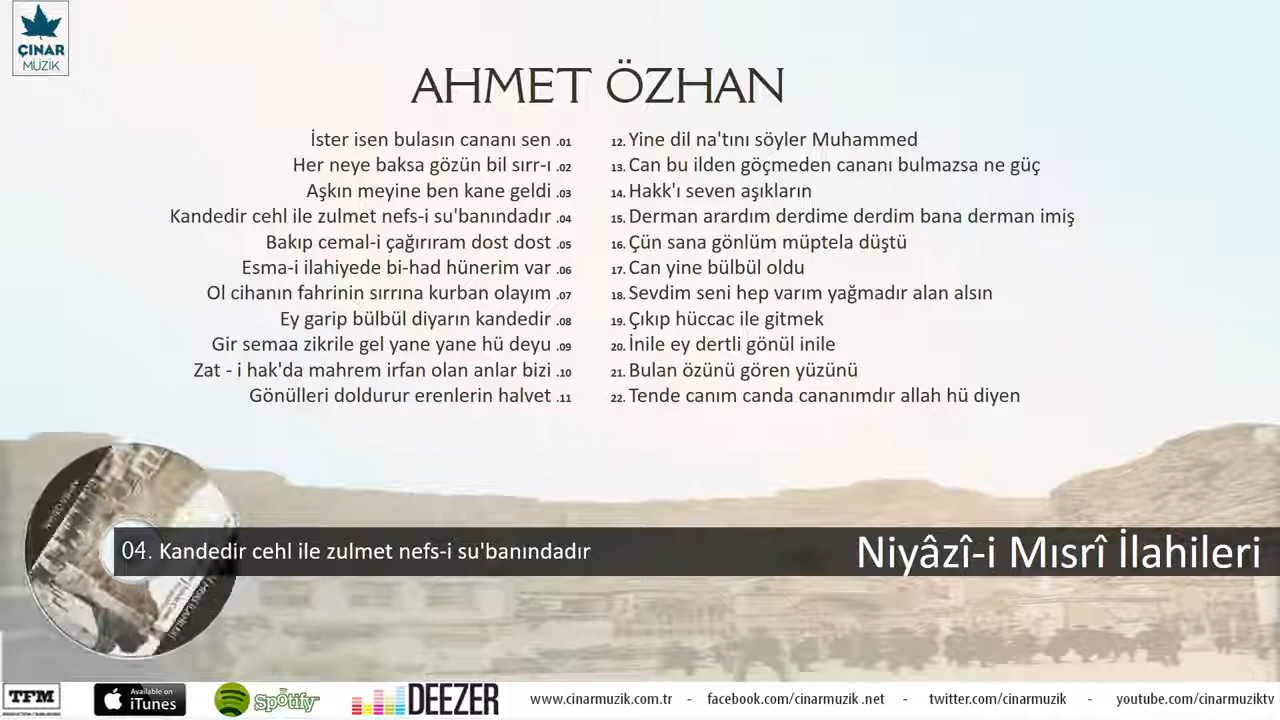 ÇINAR
MÜZİK
AHMET ÖZHAN
İster isen bulasın cananı sen .01
Her neye baksa gözün bil sırr-ı .02
Aşkın meyine ben kane geldi .03
Kandedir cehl ile zulmet nefs-i su'banındadır .04
Bakıp cemal-i çağırıram dost dost .05
Esma-i ilahiyede bi-had hünerim var .06
Ol cihanın fahrinin sırrına kurban olayım .07
Ey garip bülbül diyarın kandedir .08
Gir semaa zikrile gel yane yane hü deyu .09
Zat - i hak'da mahrem irfan olan anlar bizi .10
Gönülleri doldurur erenlerin halvet .11
12. Yine dil na'tını söyler Muhammed
13. Can bu ilden göçmeden cananı bulmazsa ne güç
14. Hakk'ı seven aşıkların
15. Derman arardım derdime derdim bana derman imiş
16. Çün sana gönlüm müptela düştü
17. Can yine bülbül oldu
18. Sevdim seni hep varım yağmadır alan alsın
19. Çıkıp hüccac ile gitmek
20. İnile ey dertli gönül inile
21. Bulan özünü gören yüzünü
22. Tende canım canda cananımdır allah hü diyen
04. Kandedir cehl ile zulmet nefs-i su'banındadır
Niyâzî-i Mısrî İlahileri
TFM
Available on
iTunes
Spotify
DEEZER
www.cinarmuzik.com.tr - facebook.com/cinarmuzik .net - twitter.com/cinarmuzik - youtube.com/cinarmuziktv